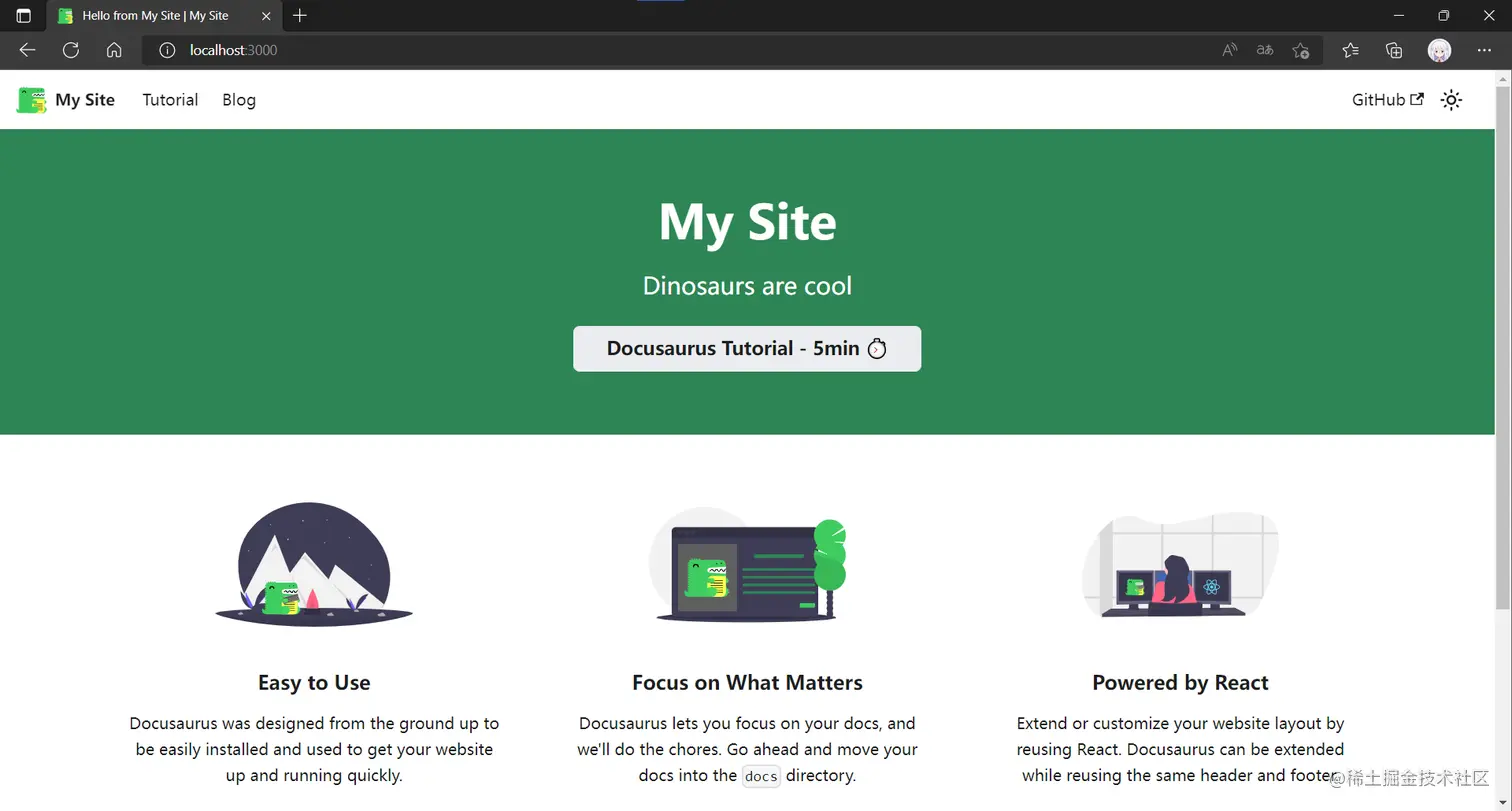 Hello from My Site | My Site
localhost:3000
My Site
Tutorial
Blog
GitHub
My Site
Dinosaurs are cool
Docusaurus Tutorial - 5min ⏱️
Easy to Use
Docusaurus was designed from the ground up to
be easily installed and used to get your website
up and running quickly.
Focus on What Matters
Docusaurus lets you focus on your docs, and
we'll do the chores. Go ahead and move your
docs into the docs directory.
Powered by React
Extend or customize your website layout by
reusing React. Docusaurus can be extended
while reusing the same header and footer.
@稀土掘金技术社区